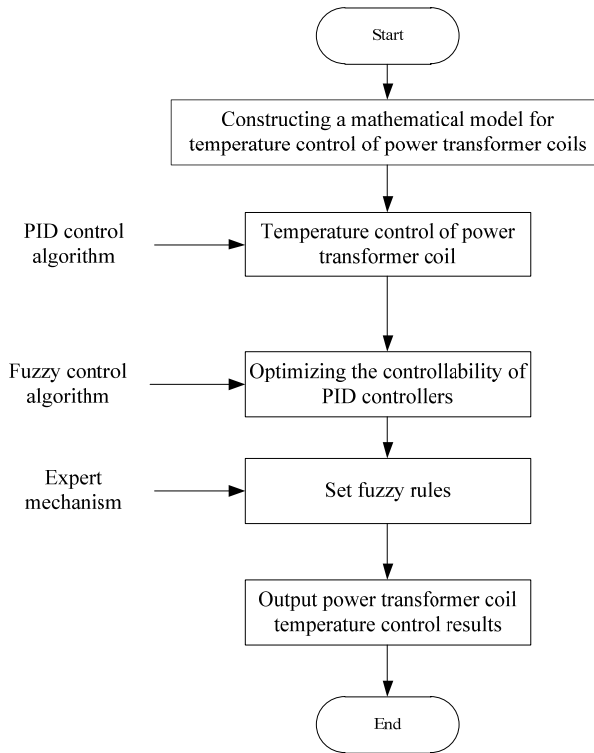 Start
Constructing a mathematical model for
temperature control of power transformer coils
PID control
algorithm
Temperature control of power
transformer coil
Fuzzy control
algorithm
Optimizing the controllability of
PID controllers
Expert
mechanism
Set fuzzy rules
Output power transformer coil
temperature control results
End